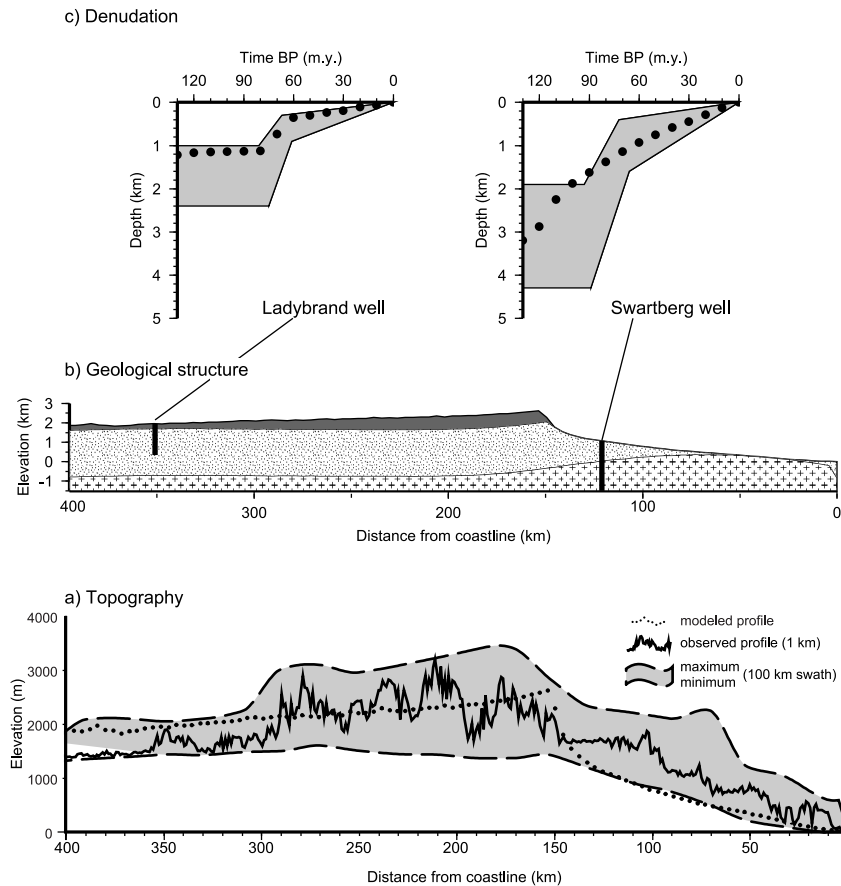 c) Denudation
Time BP (m.y.)
120 90 60 30 0
0
1
2
3
4
5
Depth (km)
Time BP (m.y.)
120 90 60 30 0
0
1
2
3
4
5
Depth (km)
Ladybrand well
Swartberg well
b) Geological structure
3
2
1
0
-1
Elevation (km)
400 300 200 100 0
Distance from coastline (km)
a) Topography
4000
3000
2000
1000
0
Elevation (m)
modeled profile
observed profile (1 km)
maximum
minimum
(100 km swath)
400 350 300 250 200 150 100 50
Distance from coastline (km)